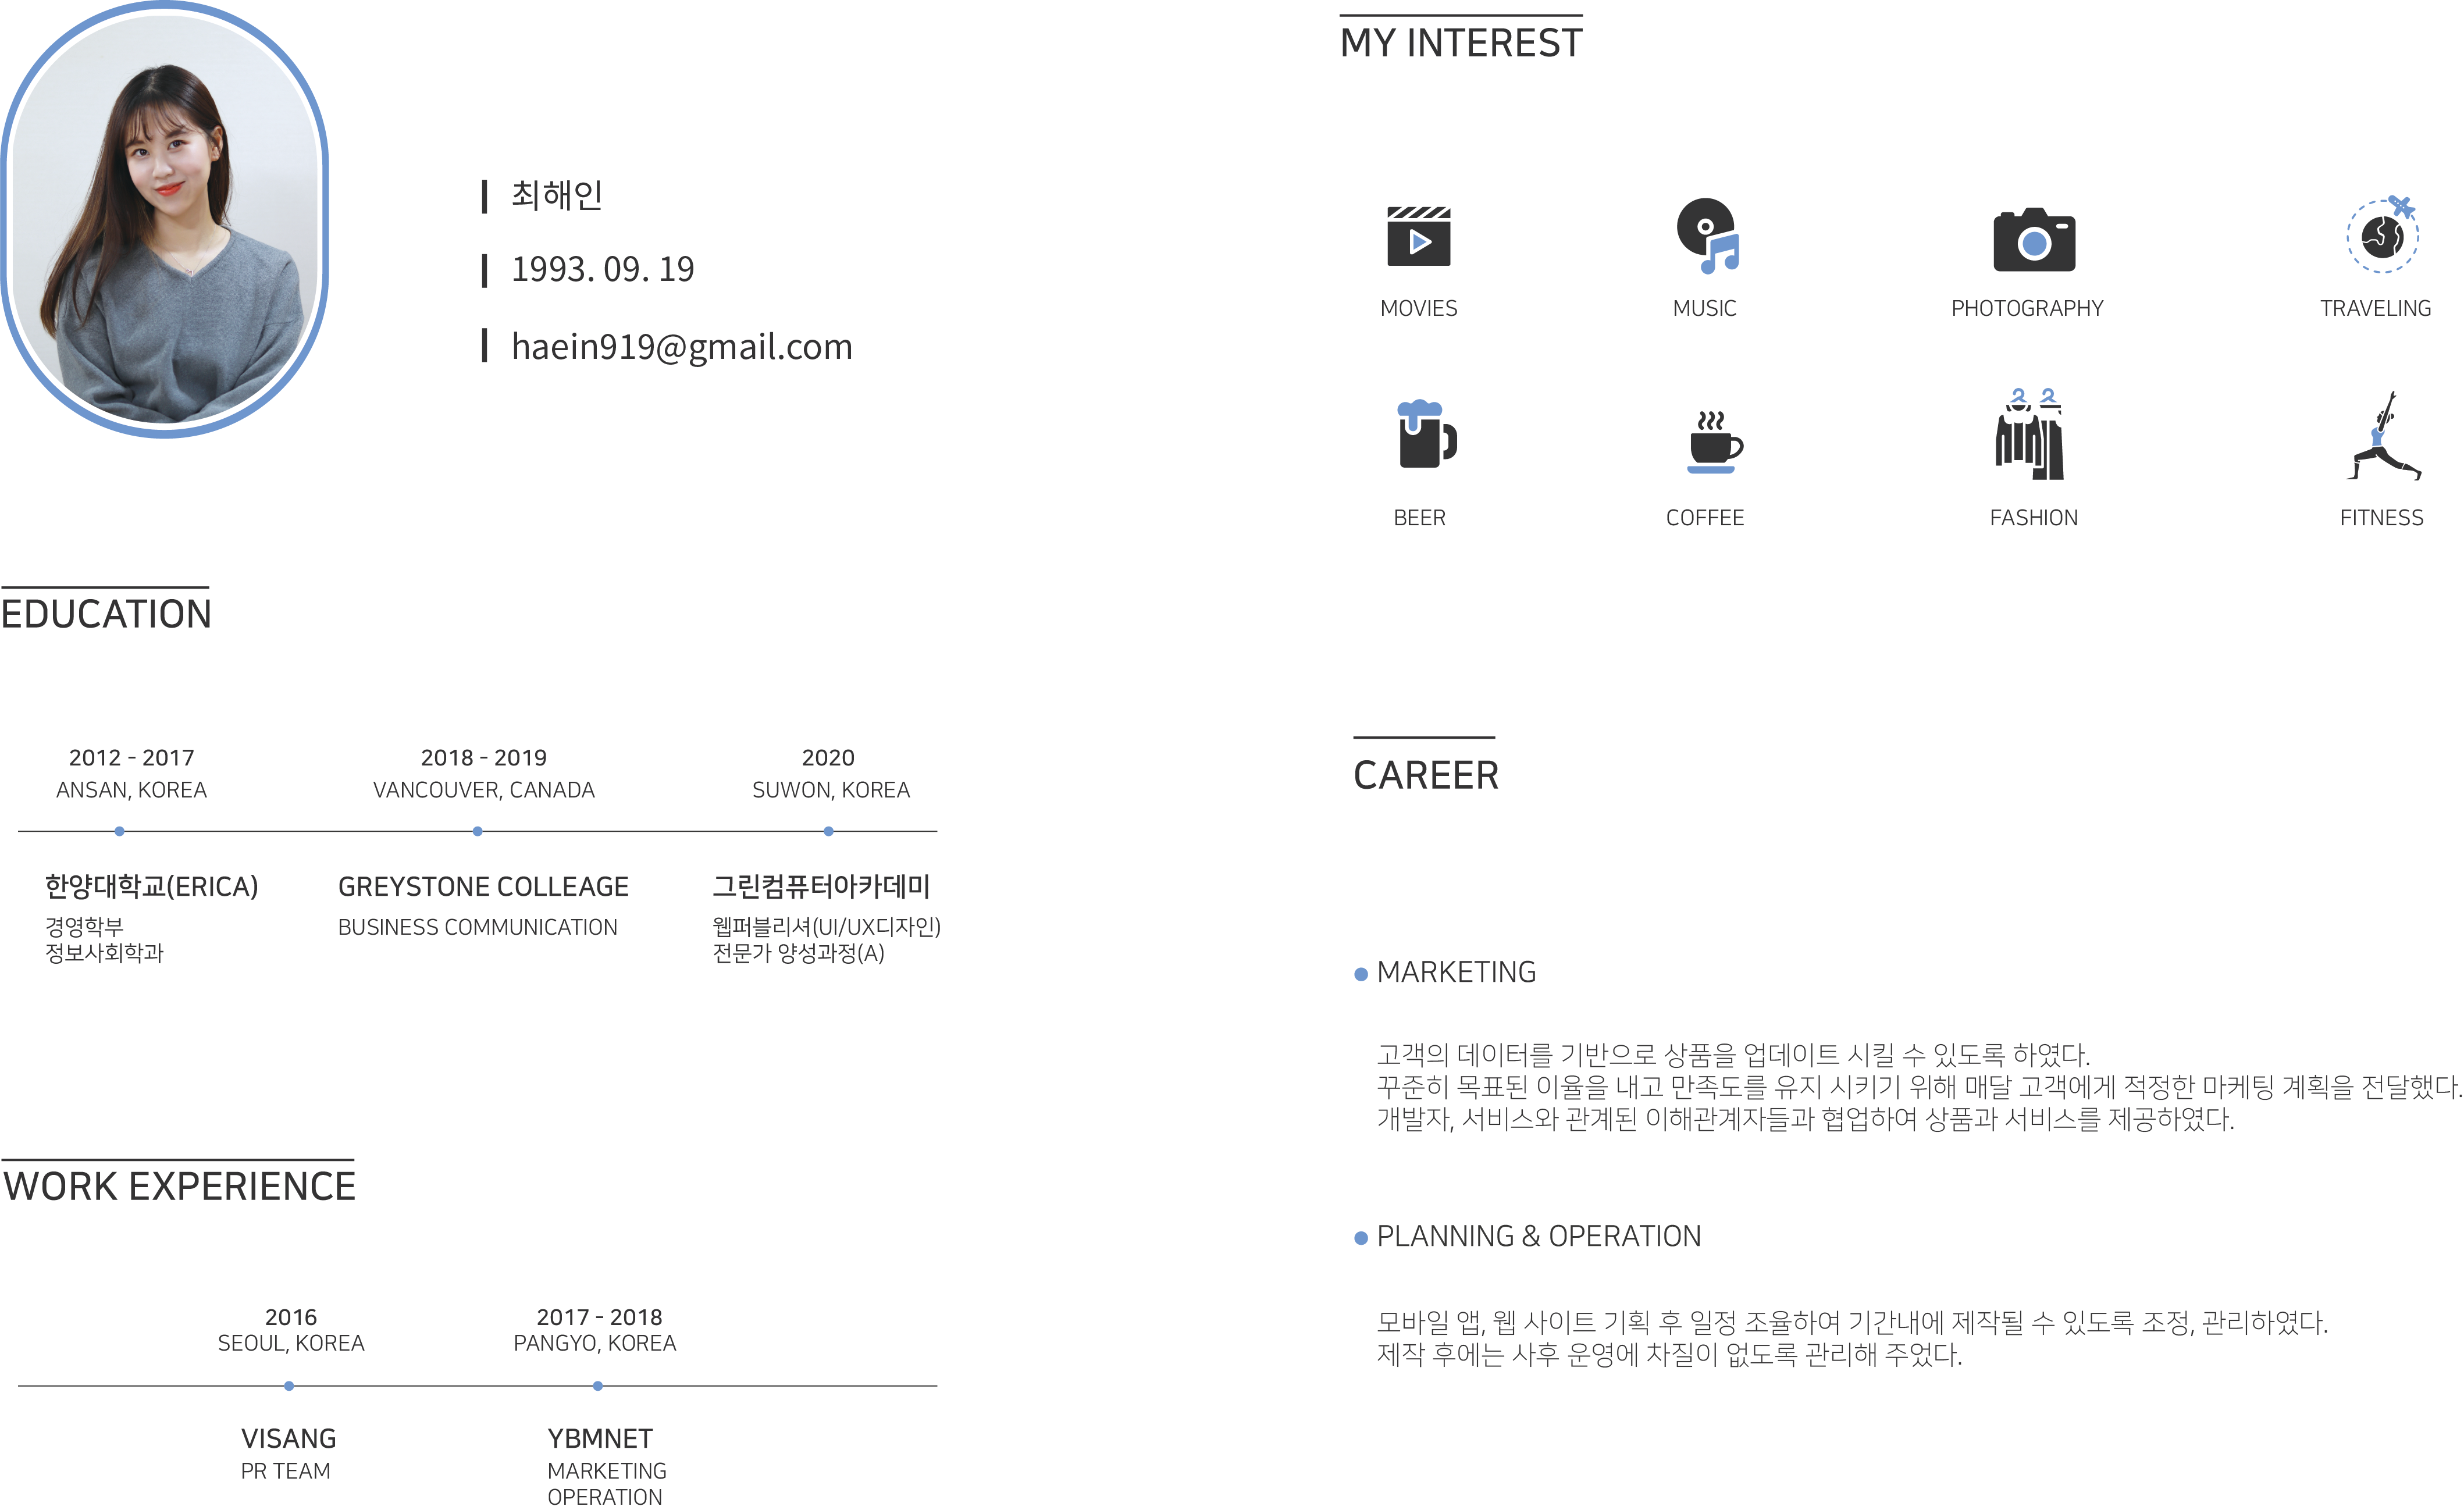 최해인
1993. 09. 19
haein919@gmail.com
EDUCATION
2012 - 2017
ANSAN, KOREA
한양대학교(ERICA)
경영학부
정보사회학과
2018 - 2019
VANCOUVER, CANADA
GREYSTONE COLLEAGE
BUSINESS COMMUNICATION
2020
SUWON, KOREA
그린컴퓨터아카데미
웹퍼블리셔(UI/UX디자인)
전문가 양성과정(A)
WORK EXPERIENCE
2016
SEOUL, KOREA
VISANG
PR TEAM
2017 - 2018
PANGYO, KOREA
YBMNET
MARKETING
OPERATION
MY INTEREST
MOVIES
MUSIC
PHOTOGRAPHY
TRAVELING
BEER
COFFEE
FASHION
FITNESS
CAREER
MARKETING
고객의 데이터를 기반으로 상품을 업데이트 시킬 수 있도록 하였다.
꾸준히 목표된 이율을 내고 만족도를 유지 시키기 위해 매달 고객에게 적정한 마케팅 계획을 전달했다.
개발자, 서비스와 관계된 이해관계자들과 협업하여 상품과 서비스를 제공하였다.
PLANNING & OPERATION
모바일 앱, 웹 사이트 기획 후 일정 조율하여 기간내에 제작될 수 있도록 조정, 관리하였다.
제작 후에는 사후 운영에 차질이 없도록 관리해 주었다.